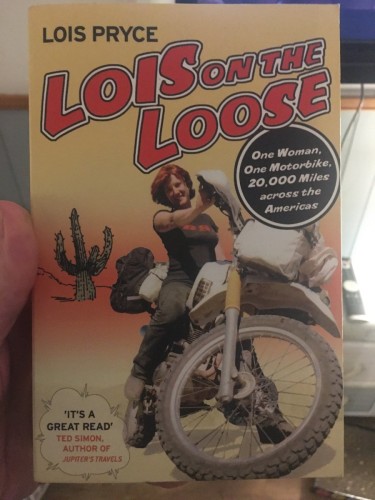 LOIS PRYCE
LOIS ON THE
LOOSE
One Woman,
One Motorbike,
20,000 Miles
across the
Americas
'IT'S A
GREAT READ'
TED SIMON,
AUTHOR OF
JUPITER'S TRAVELS